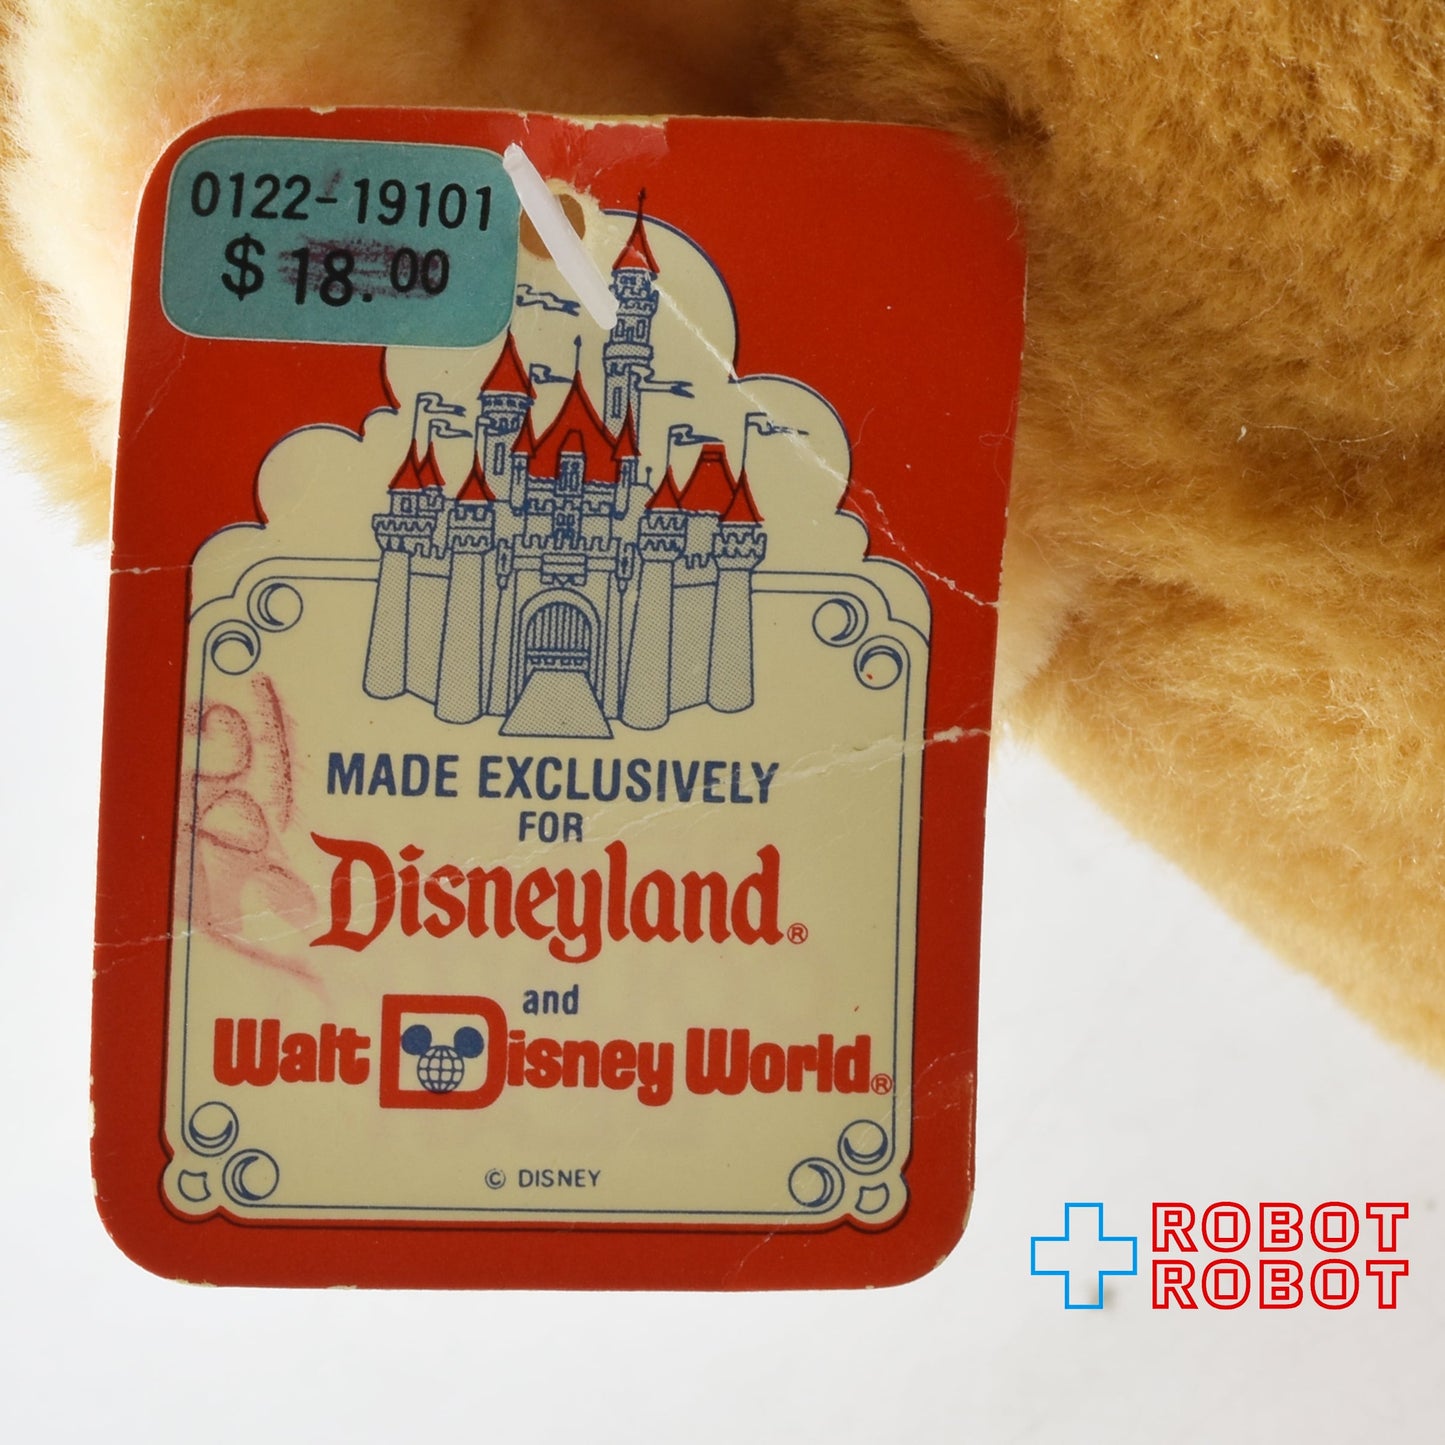 0122-19101
$ 18.00
MADE EXCLUSIVELY
FOR
Disneyland®
and
Walt Disney World®
© DISNEY
ROBOT
ROBOT